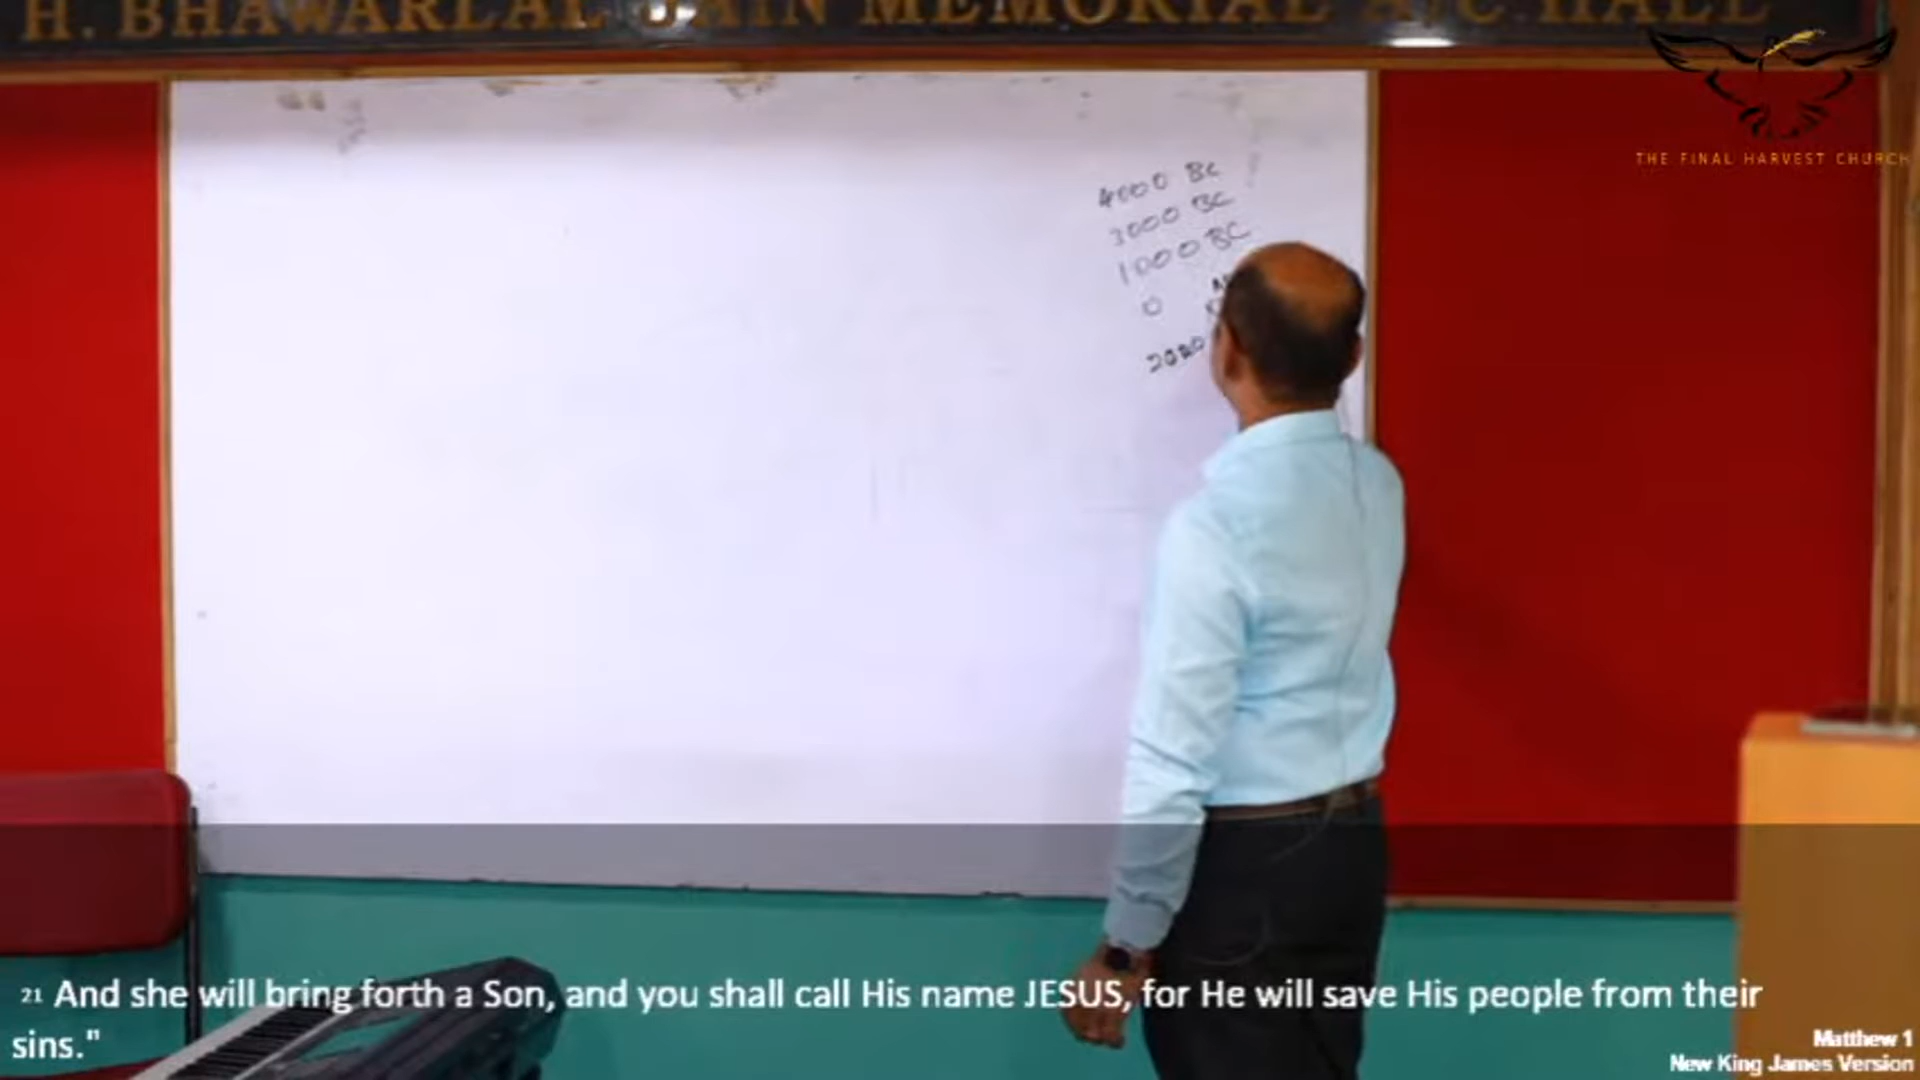 H. BHAWARLAL JAIN MEMORIAL A/C HALL
THE FINAL HARVEST CHURCH
4000 BC
3000 BC
1000 BC
0
2020
21 And she will bring forth a Son, and you shall call His name JESUS, for He will save His people from their
sins."
Matthew 1
New King James Version